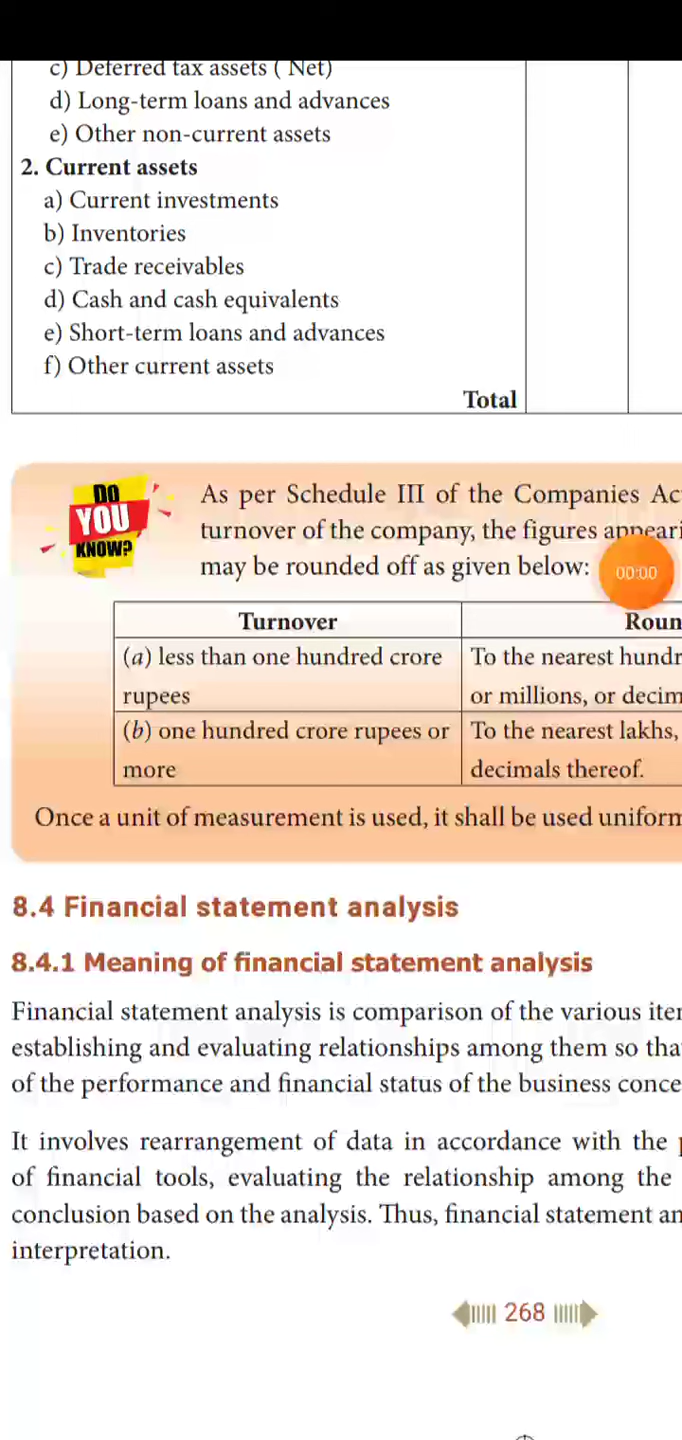 c) Deferred tax assets ( Net)
d) Long-term loans and advances
e) Other non-current assets
2. Current assets
a) Current investments
b) Inventories
c) Trade receivables
d) Cash and cash equivalents
e) Short-term loans and advances
f) Other current assets
Total
DO
YOU
KNOW?
As per Schedule III of the Companies Ac
turnover of the company, the figures appeari
may be rounded off as given below:
00:00
Turnover
Roun
(a) less than one hundred crore
rupees
To the nearest hundr
or millions, or decim
(b) one hundred crore rupees or
more
To the nearest lakhs,
decimals thereof.
Once a unit of measurement is used, it shall be used uniform
8.4 Financial statement analysis
8.4.1 Meaning of financial statement analysis
Financial statement analysis is comparison of the various iter
establishing and evaluating relationships among them so tha
of the performance and financial status of the business conce
It involves rearrangement of data in accordance with the
of financial tools, evaluating the relationship among the
conclusion based on the analysis. Thus, financial statement an
interpretation.
268